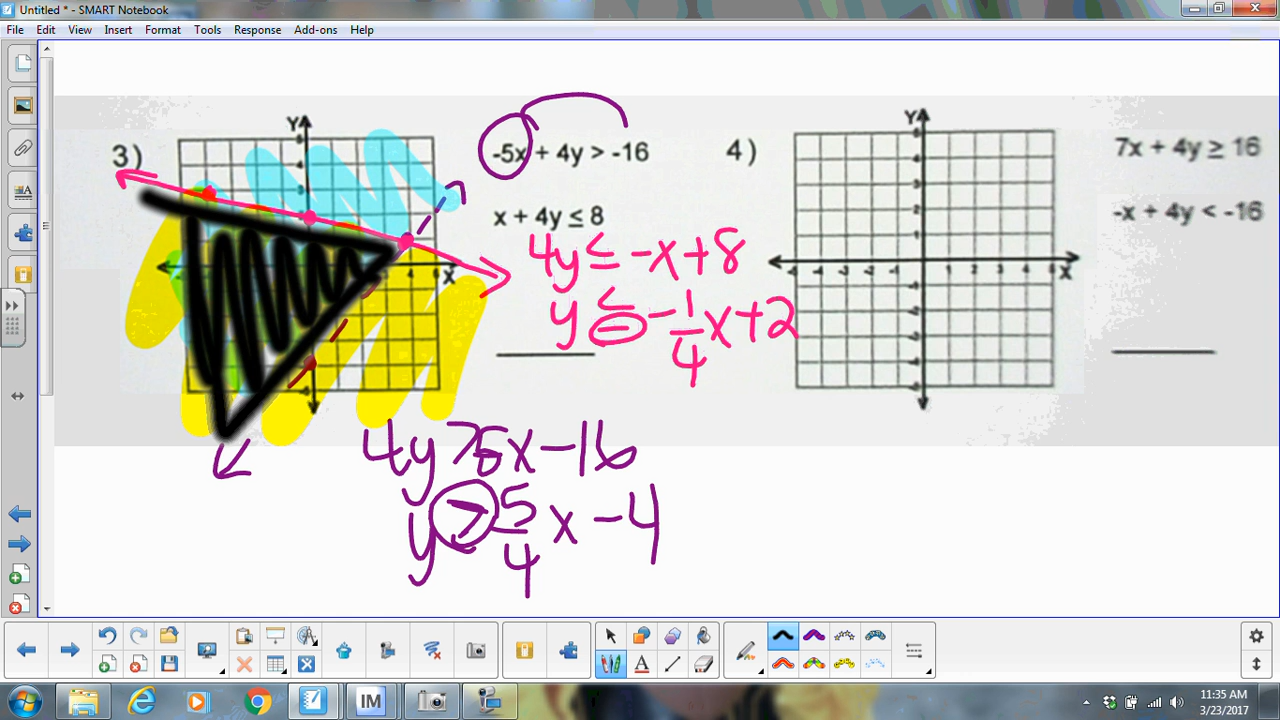 Untitled * - SMART Notebook
File Edit View Insert Format Tools Response Add-ons Help
3)
Y
X
-5x + 4y > -16
x + 4y ≤ 8
4y ≤ -x + 8
y ≤ -1/4 x + 2
4y > 5x - 16
y > 5/4 x - 4
4)
Y
X
7x + 4y ≥ 16
-x + 4y < -16
IM
11:35 AM
3/23/2017